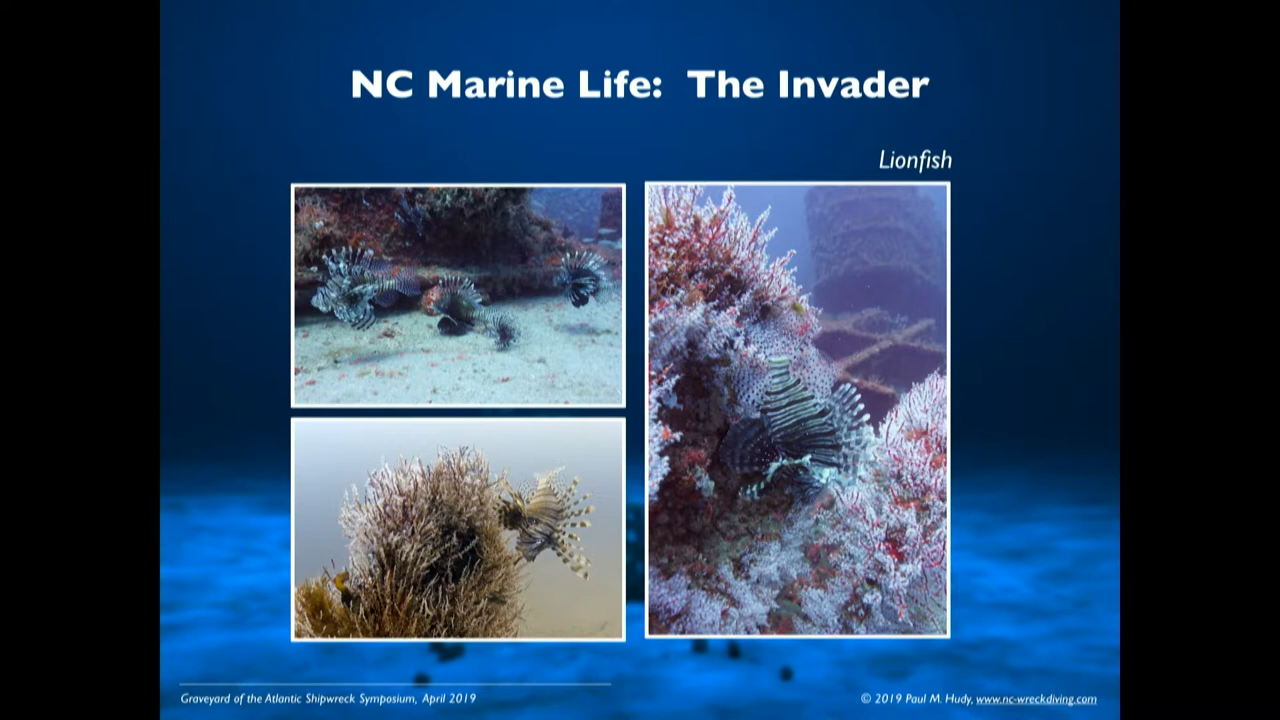 NC Marine Life: The Invader
Lionfish
Graveyard of the Atlantic Shipwreck Symposium, April 2019
© 2019 Paul M. Hudy, www.nc-wreckdiving.com